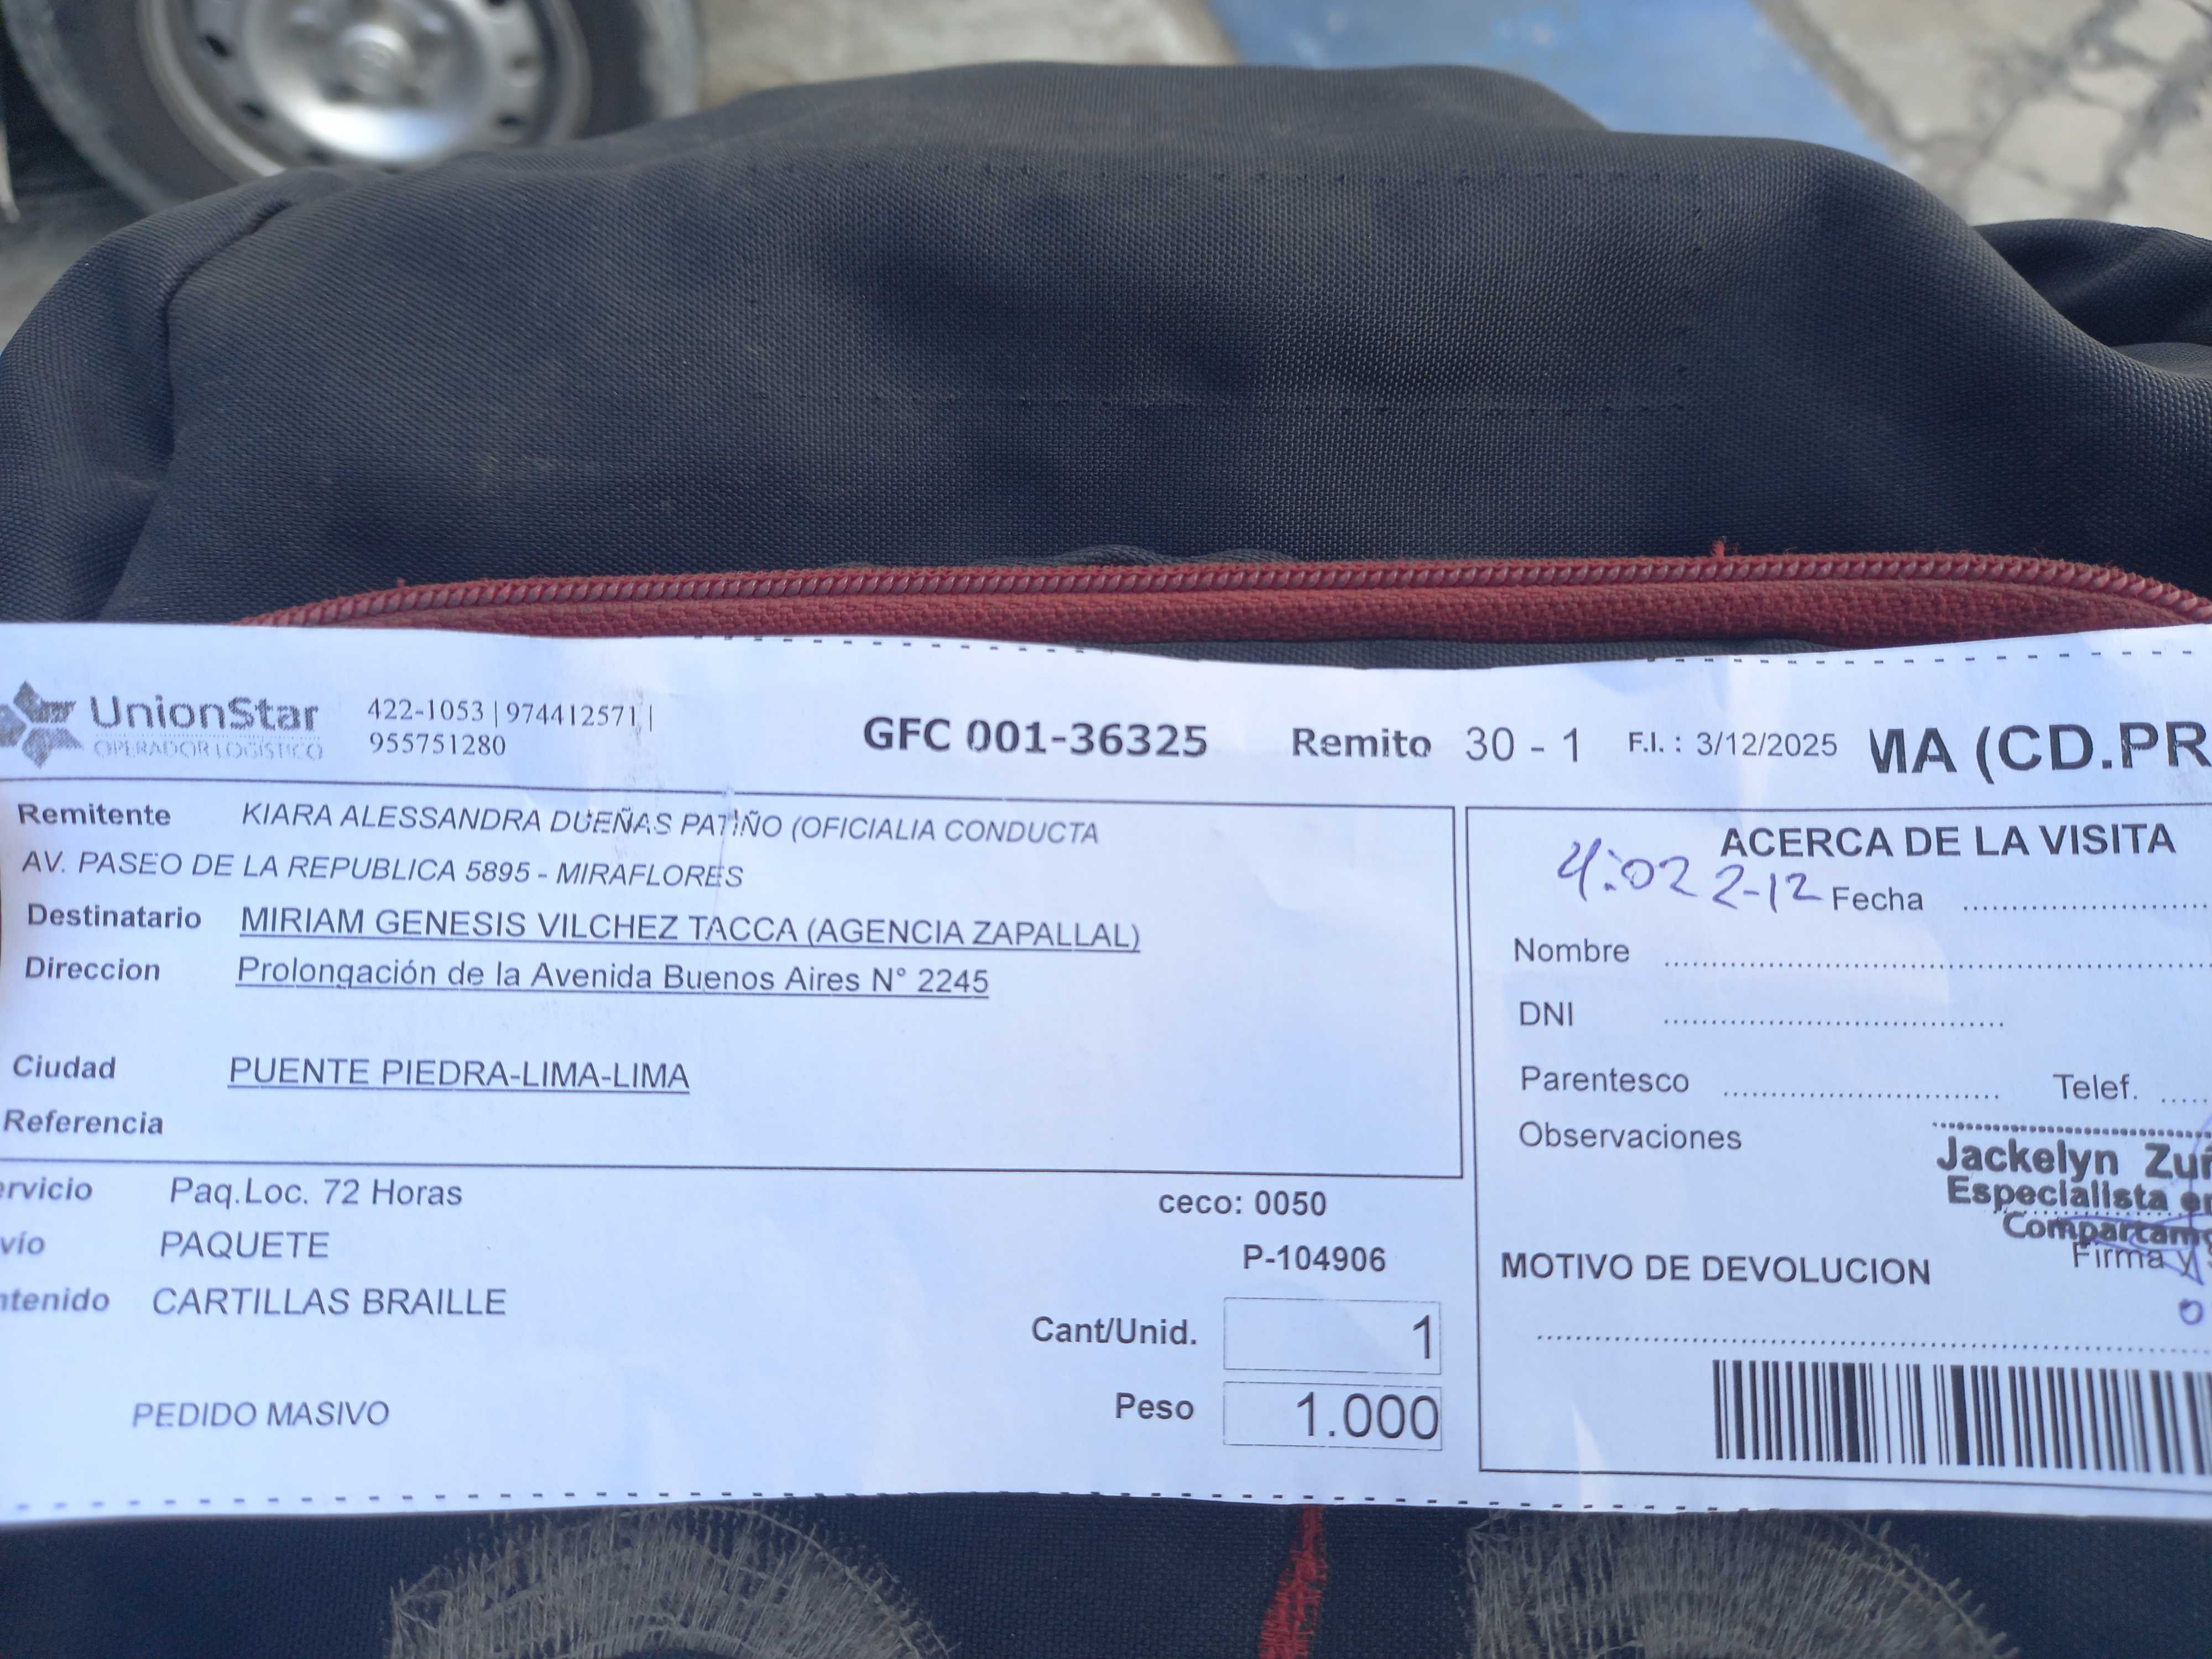 UnionStar
OPERADOR LOGÍSTICO
422-1053 | 974412571 |
955751280
GFC 001-36325
Remito 30 - 1
F.I. : 3/12/2025
MA (CD.PR
Remitente KIARA ALESSANDRA DUEÑAS PATIÑO (OFICIALIA CONDUCTA
AV. PASEO DE LA REPUBLICA 5895 - MIRAFLORES
Destinatario MIRIAM GENESIS VILCHEZ TACCA (AGENCIA ZAPALLAL)
Direccion Prolongación de la Avenida Buenos Aires N° 2245
Ciudad PUENTE PIEDRA-LIMA-LIMA
Referencia
ervicio Paq.Loc. 72 Horas
ceco: 0050
vío PAQUETE
P-104906
ntenido CARTILLAS BRAILLE
Cant/Unid. 1
Peso 1.000
PEDIDO MASIVO
ACERCA DE LA VISITA
4:02 2-12 Fecha
Nombre
DNI
Parentesco Telef.
Observaciones
Jackelyn Zuñ
Especialista en
Compartamo
Firma y
MOTIVO DE DEVOLUCION